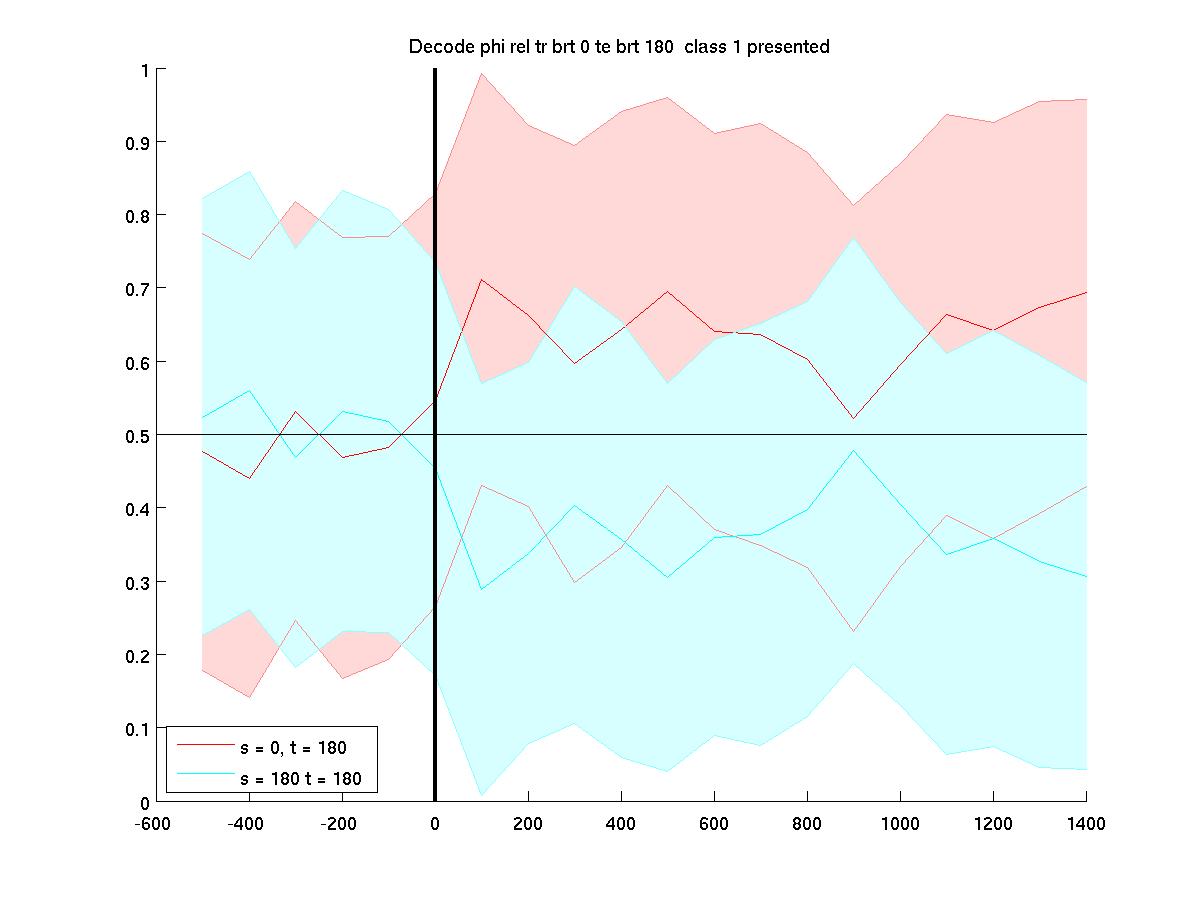 Decode phi rel tr brt 0 te brt 180  class 1 presented
1
0.9
0.8
0.7
0.6
0.5
0.4
0.3
0.2
0.1
0
s = 0, t = 180
s = 180 t = 180
-600 -400 -200 0 200 400 600 800 1000 1200 1400